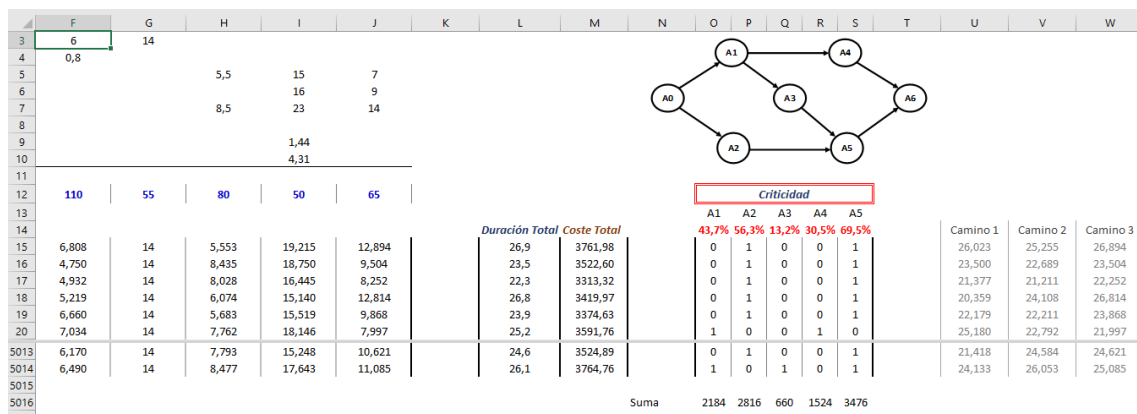 F G H I J K L M N O P Q R S T U V W
3 6 14
A1 A4
4 0,8
5 5,5 15 7
6 16 9
A0 A3 A6
7 8,5 23 14
8
9 1,44
A2 A5
10 4,31
11
12 110 55 80 50 65 Criticidad
13 A1 A2 A3 A4 A5
14 Duración Total Coste Total 43,7% 56,3% 13,2% 30,5% 69,5% Camino 1 Camino 2 Camino 3
15 6,808 14 5,553 19,215 12,894 26,9 3761,98 0 1 0 0 1 26,023 25,255 26,894
16 4,750 14 8,435 18,750 9,504 23,5 3522,60 0 1 0 0 1 23,500 22,689 23,504
17 4,932 14 8,028 16,445 8,252 22,3 3313,32 0 1 0 0 1 21,377 21,211 22,252
18 5,219 14 6,074 15,140 12,814 26,8 3419,97 0 1 0 0 1 20,359 24,108 26,814
19 6,660 14 5,683 15,519 9,868 23,9 3374,63 0 1 0 0 1 22,179 21,211 23,868
20 7,034 14 7,762 18,146 7,997 25,2 3591,76 1 0 0 1 0 25,180 22,792 21,997
5013 6,170 14 7,793 15,248 10,621 24,6 3524,89 0 1 0 0 1 21,418 24,584 24,621
5014 6,490 14 8,477 17,643 11,085 26,1 3764,76 1 0 1 0 1 24,133 26,053 25,085
5015
5016 Suma 2184 2816 660 1524 3476